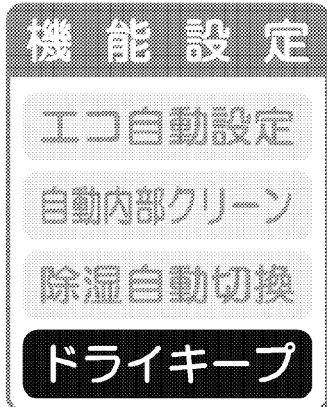 機能設定
エコ自動設定
自動内部クリーン
除湿自動切換
ドライキープ